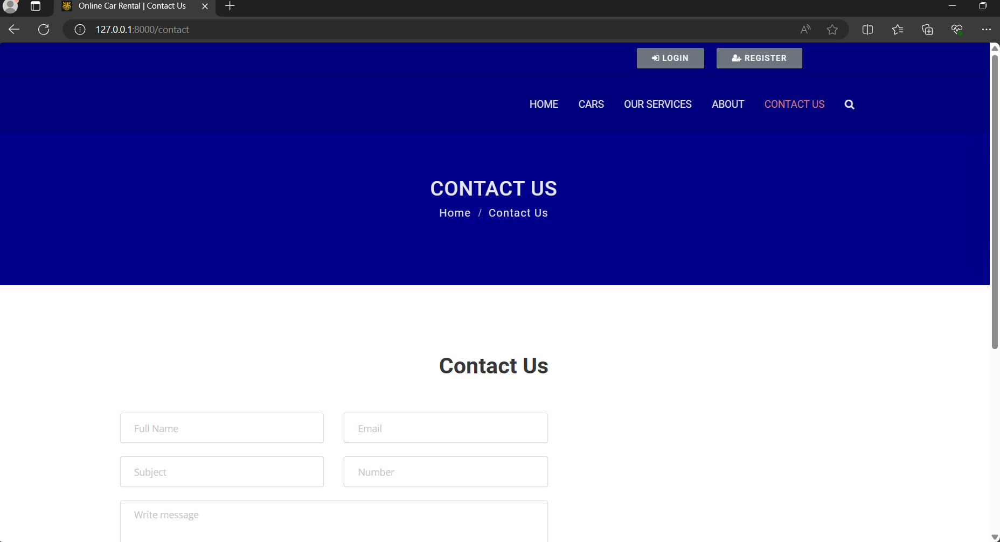 Online Car Rental | Contact Us
127.0.0.1:8000/contact
LOGIN REGISTER
HOME CARS OUR SERVICES ABOUT CONTACT US
CONTACT US
Home / Contact Us
Contact Us
Full Name Email
Subject Number
Write message